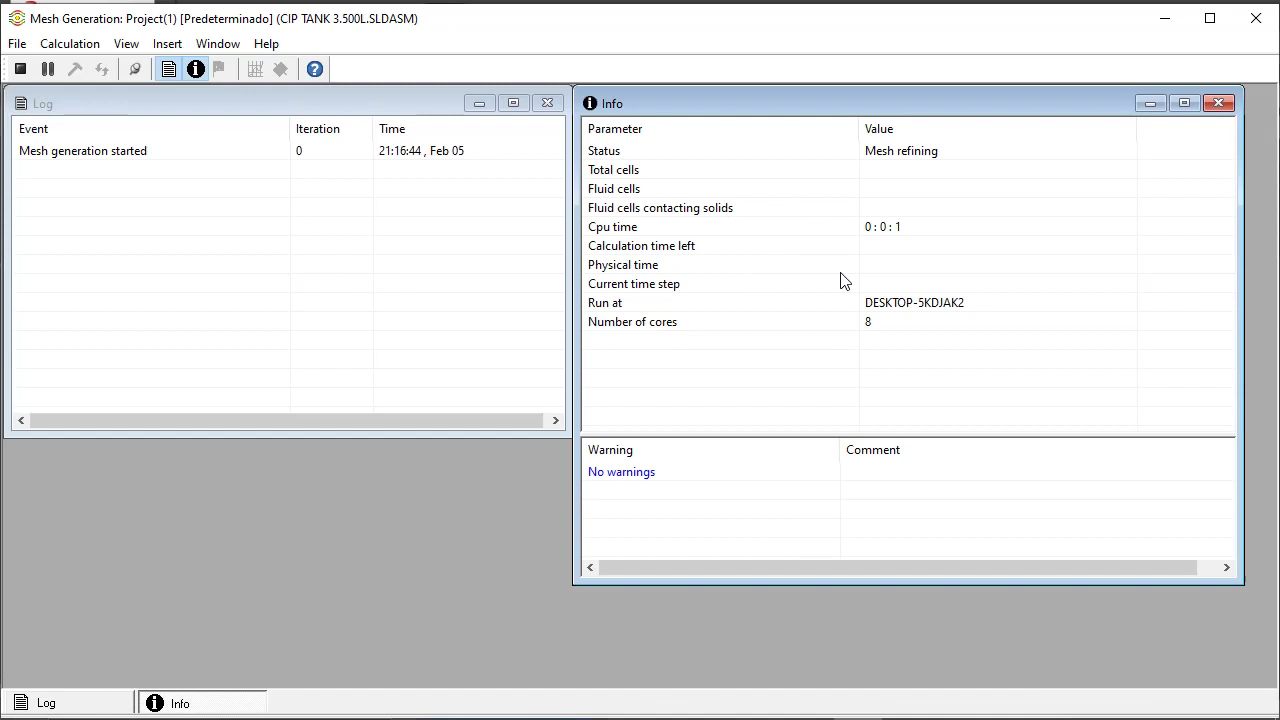 Mesh Generation: Project(1) [Predeterminado] (CIP TANK 3.500L.SLDASM)
File Calculation View Insert Window Help
Log
Event Iteration Time
Mesh generation started 0 21:16:44 , Feb 05
Info
Parameter Value
Status Mesh refining
Total cells
Fluid cells
Fluid cells contacting solids
Cpu time 0 : 0 : 1
Calculation time left
Physical time
Current time step
Run at DESKTOP-5KDJAK2
Number of cores 8
Warning Comment
No warnings
Log Info